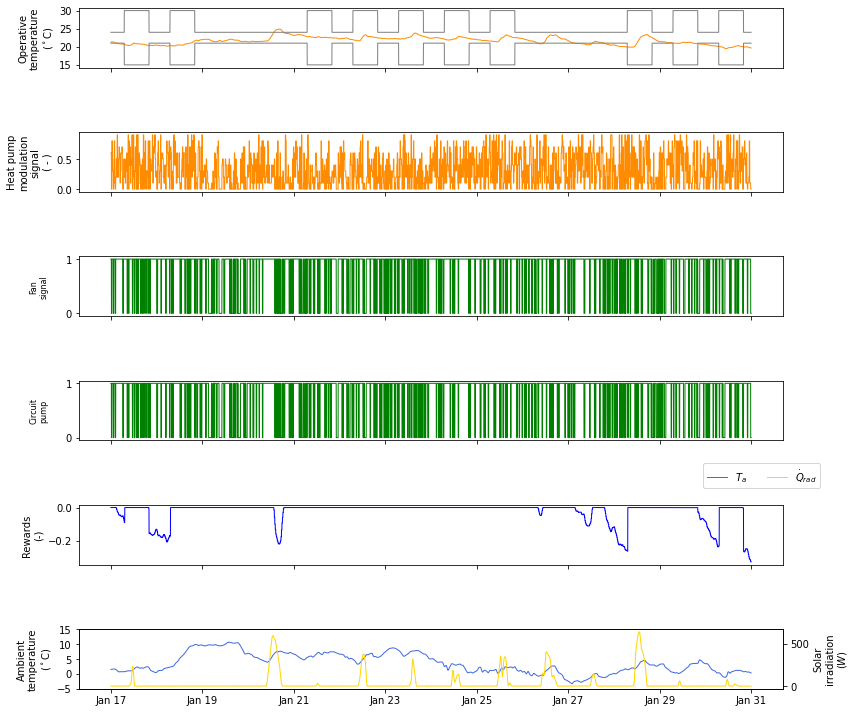 Operative
temperature
(°C)
30
25
20
15
Heat pump
modulation
signal
( - )
0.5
0.0
Fan
signal
1
0
Circuit
pump
1
0
T_a
Q̇_rad
Rewards
(-)
0.0
−0.2
Ambient
temperature
(°C)
15
10
5
0
−5
500
0
Solar
irradiation
(W)
Jan 17
Jan 19
Jan 21
Jan 23
Jan 25
Jan 27
Jan 29
Jan 31